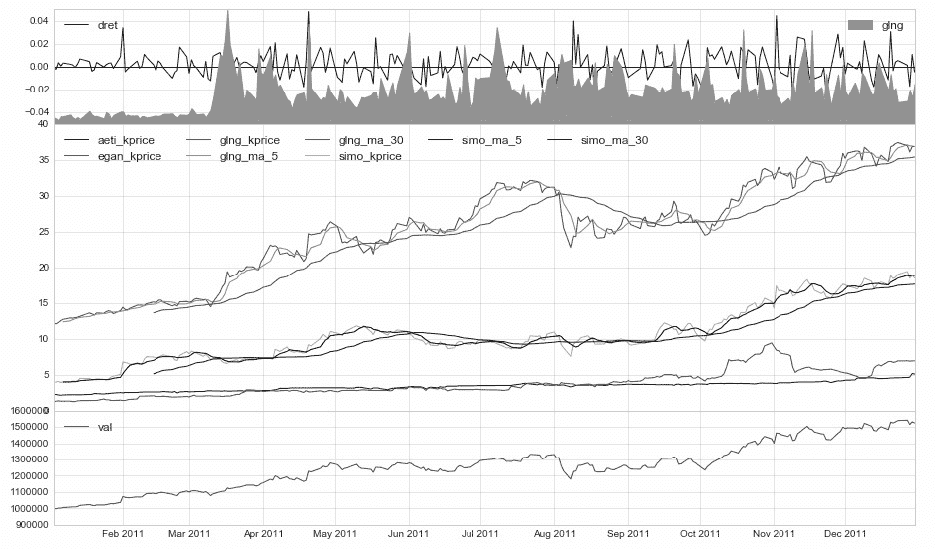 0.04
dret
glng
0.02
0.00
−0.02
−0.04
40
aeti_kprice
glng_kprice
glng_ma_30
simo_ma_5
simo_ma_30
egan_kprice
glng_ma_5
simo_kprice
35
30
25
20
15
10
5
0
1600000
val
1500000
1400000
1300000
1200000
1100000
1000000
900000
Feb 2011 Mar 2011 Apr 2011 May 2011 Jun 2011 Jul 2011 Aug 2011 Sep 2011 Oct 2011 Nov 2011 Dec 2011